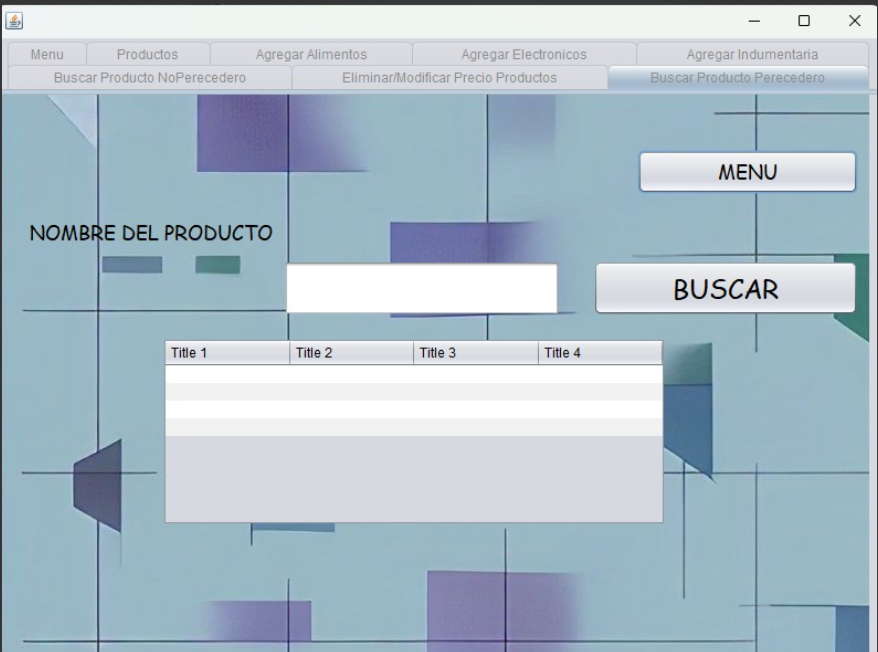 Menu Productos Agregar Alimentos Agregar Electronicos Agregar Indumentaria
Buscar Producto NoPerecedero Eliminar/Modificar Precio Productos Buscar Producto Perecedero
MENU
NOMBRE DEL PRODUCTO
BUSCAR
Title 1 Title 2 Title 3 Title 4